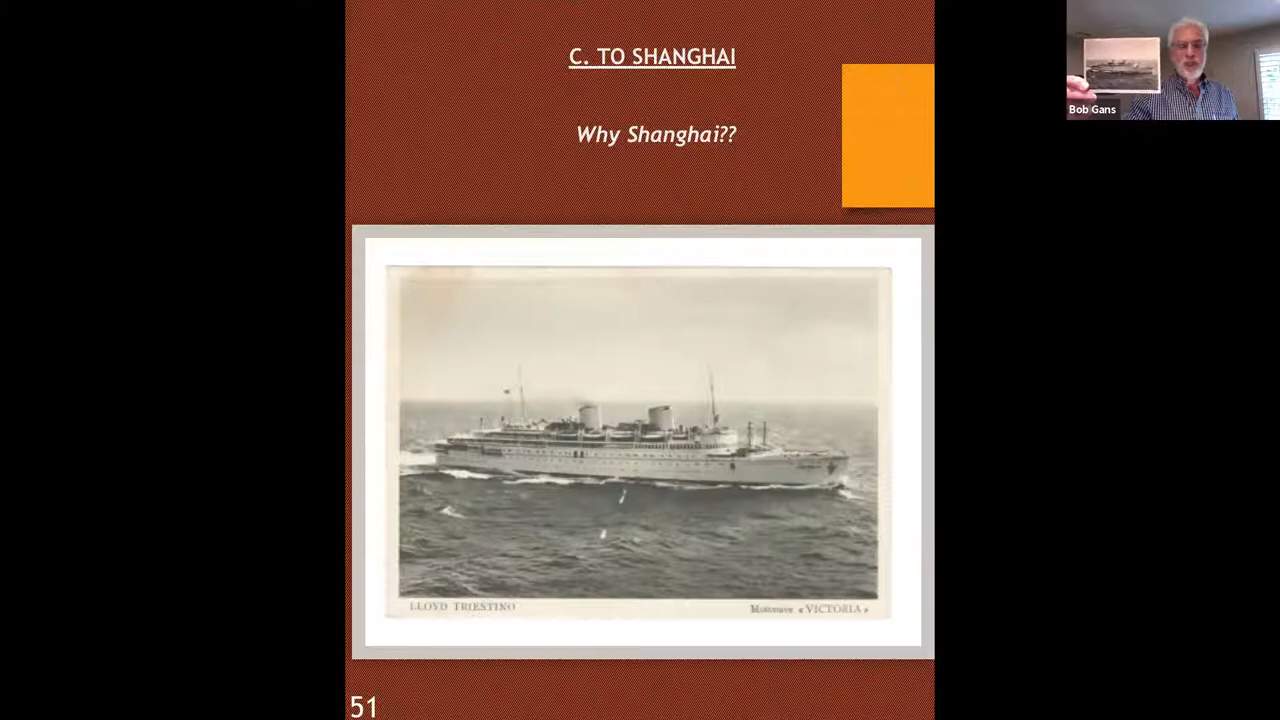 C. TO SHANGHAI
Why Shanghai??
LLOYD TRIESTINO
Motonave « VICTORIA »
51
Bob Gans